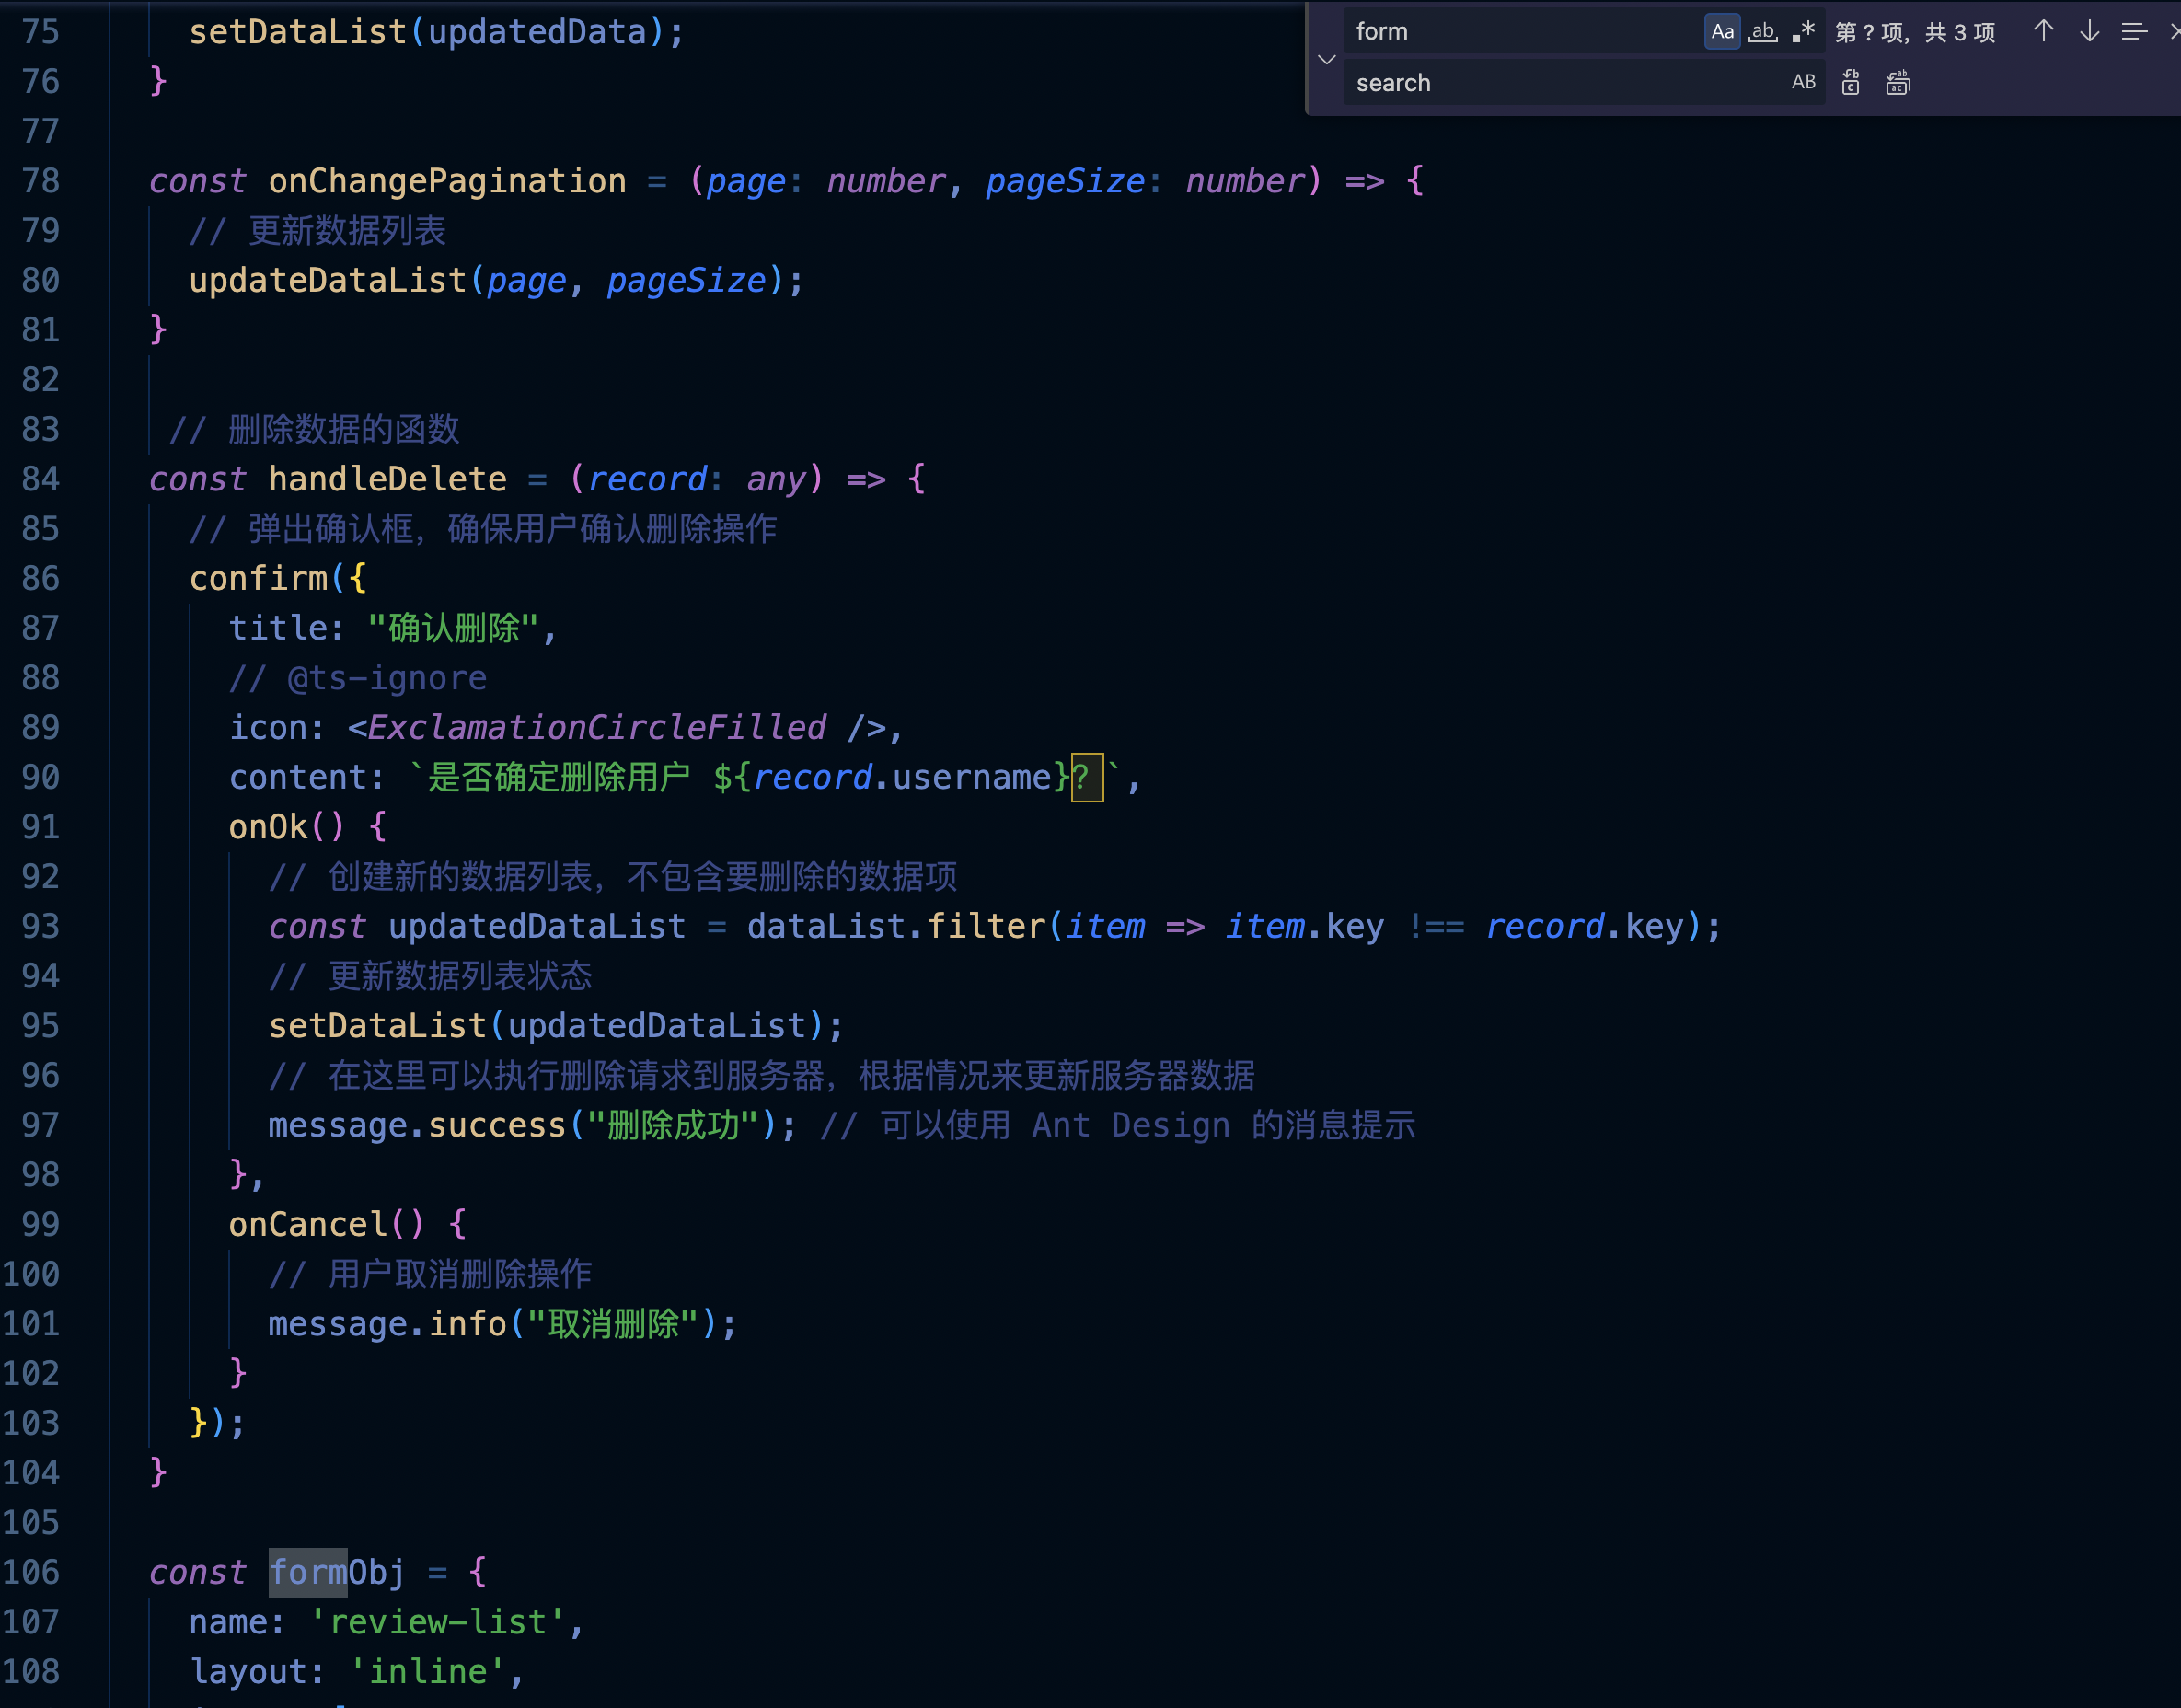 form Aa ab .* 第 ? 项，共 3 项
search AB
75 setDataList(updatedData);
76 }
77
78 const onChangePagination = (page: number, pageSize: number) => {
79 // 更新数据列表
80 updateDataList(page, pageSize);
81 }
82
83 // 删除数据的函数
84 const handleDelete = (record: any) => {
85 // 弹出确认框，确保用户确认删除操作
86 confirm({
87 title: "确认删除",
88 // @ts-ignore
89 icon: <ExclamationCircleFilled />,
90 content: `是否确定删除用户 ${record.username}？`,
91 onOk() {
92 // 创建新的数据列表，不包含要删除的数据项
93 const updatedDataList = dataList.filter(item => item.key !== record.key);
94 // 更新数据列表状态
95 setDataList(updatedDataList);
96 // 在这里可以执行删除请求到服务器，根据情况来更新服务器数据
97 message.success("删除成功"); // 可以使用 Ant Design 的消息提示
98 },
99 onCancel() {
100 // 用户取消删除操作
101 message.info("取消删除");
102 }
103 });
104 }
105
106 const formObj = {
107 name: 'review-list',
108 layout: 'inline',